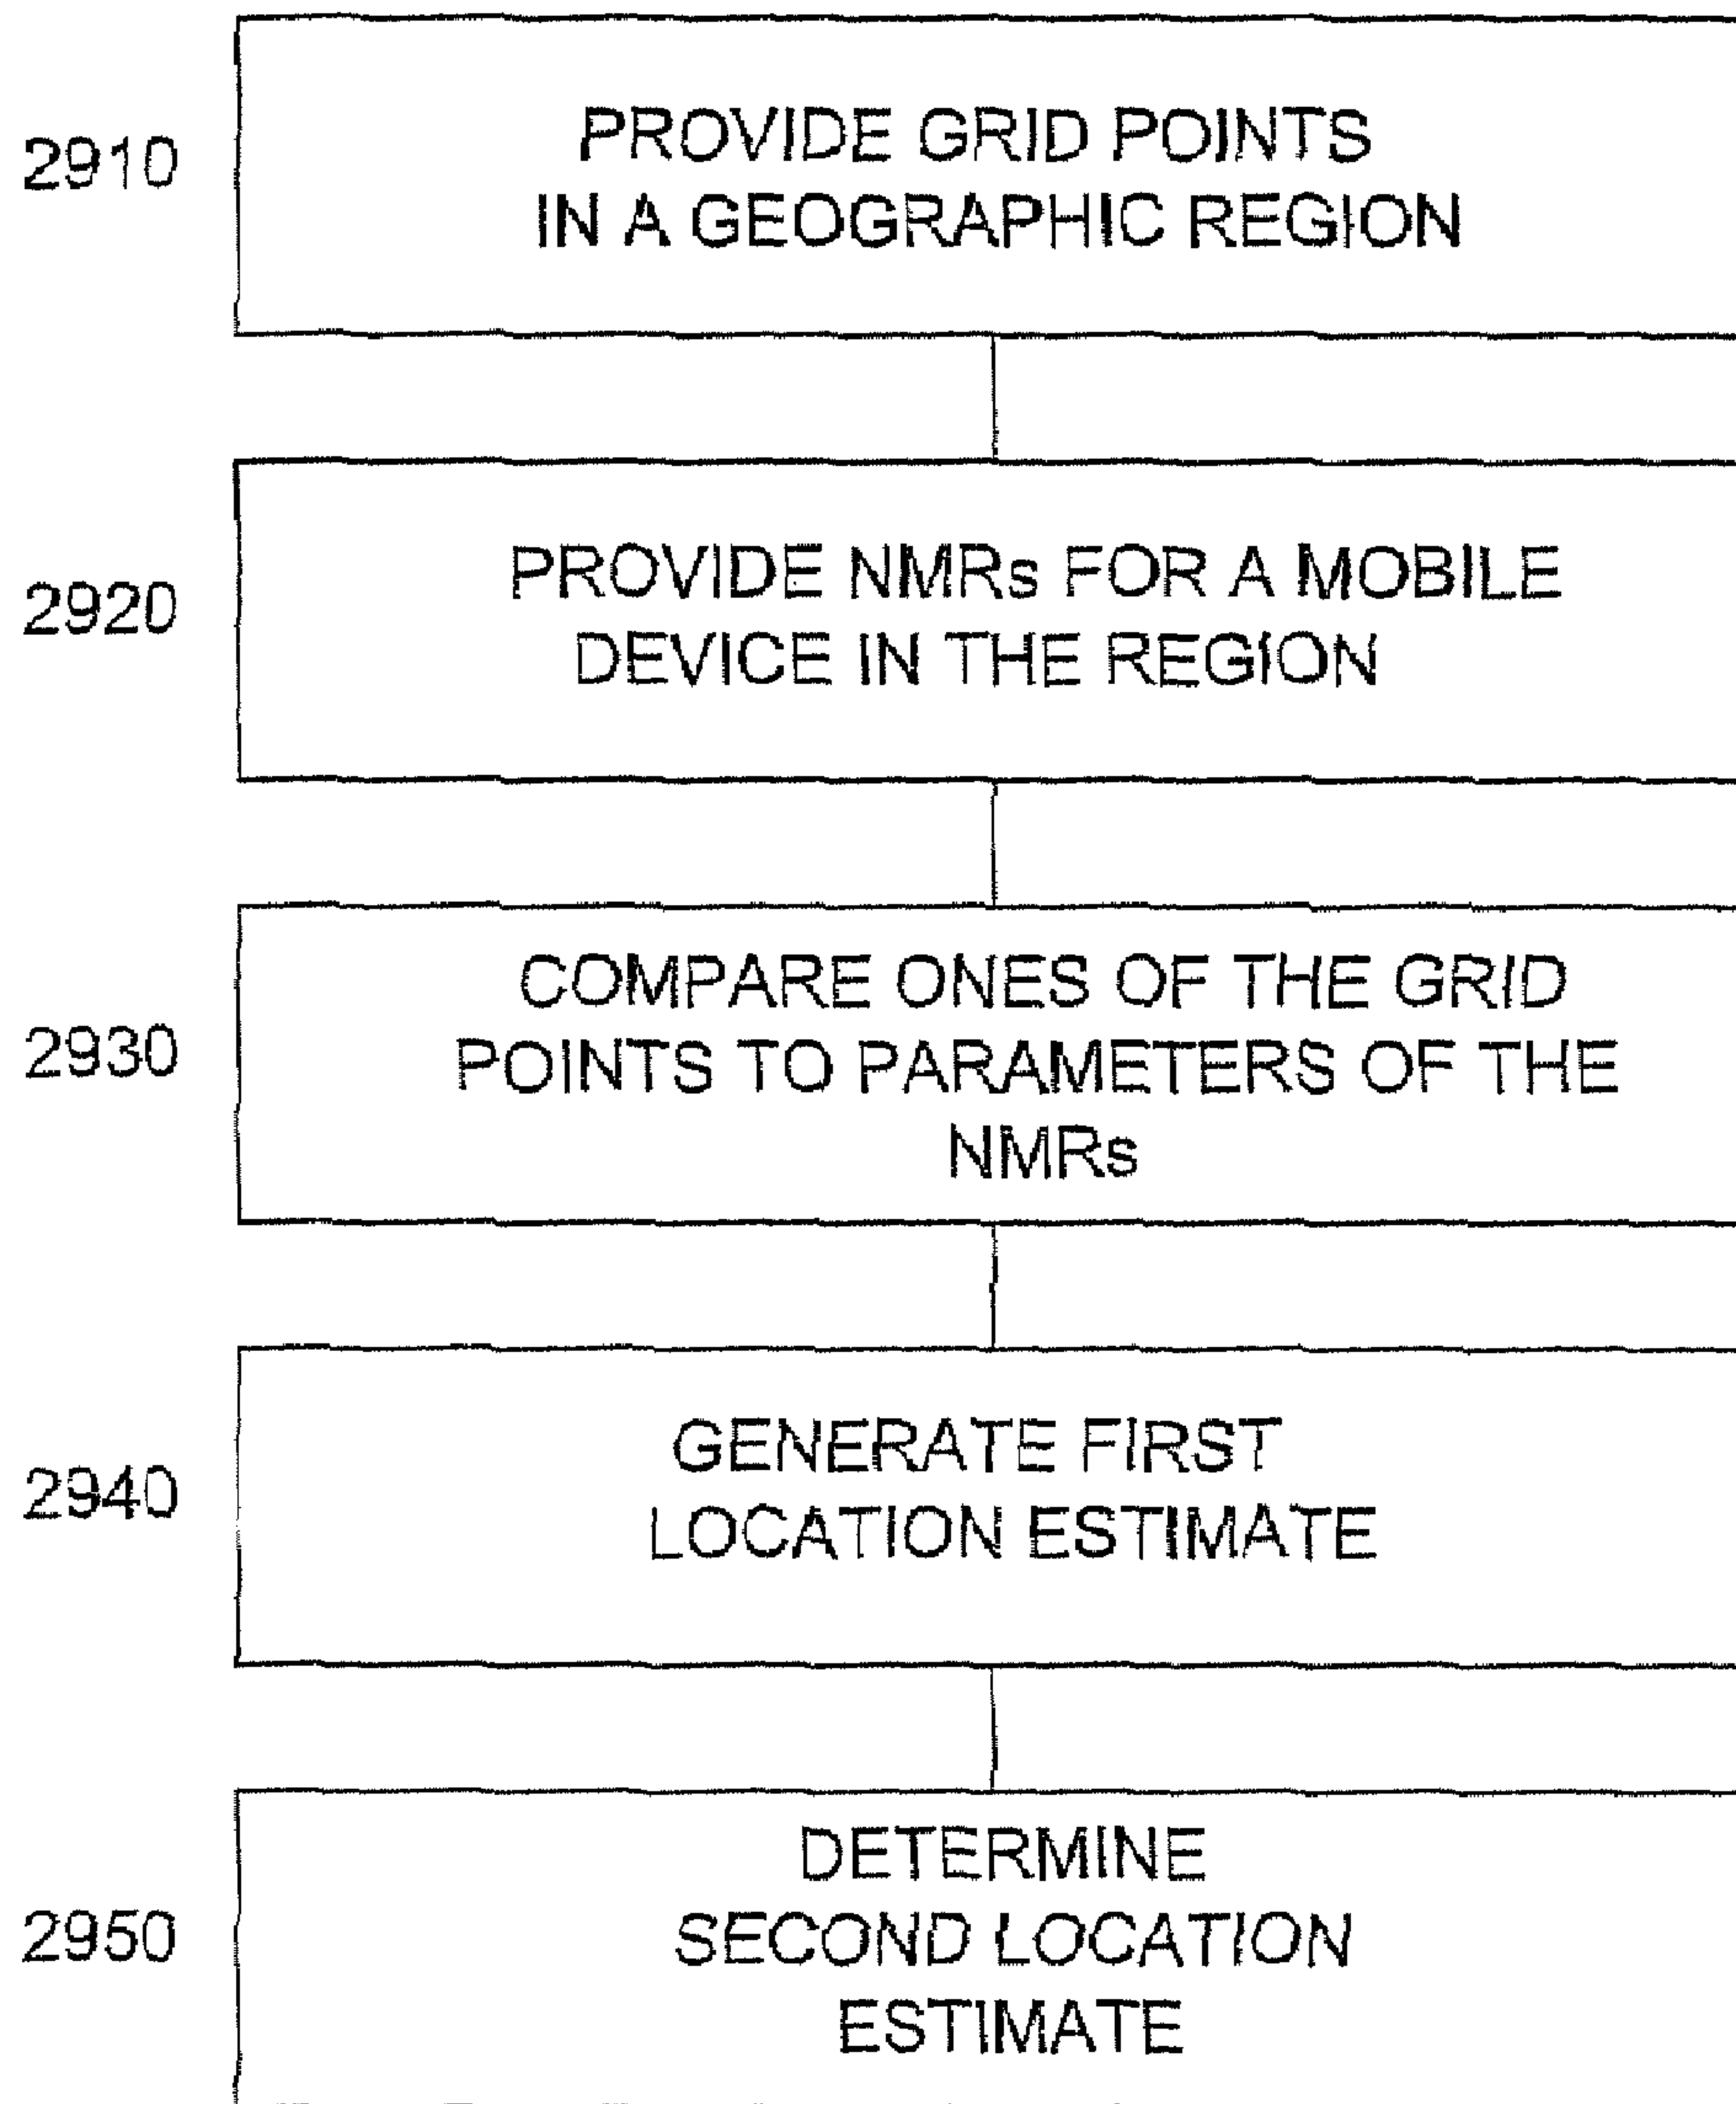 2910
PROVIDE GRID POINTS
IN A GEOGRAPHIC REGION
2920
PROVIDE NMRs FOR A MOBILE
DEVICE IN THE REGION
2930
COMPARE ONES OF THE GRID
POINTS TO PARAMETERS OF THE
NMRs
2940
GENERATE FIRST
LOCATION ESTIMATE
2950
DETERMINE
SECOND LOCATION
ESTIMATE